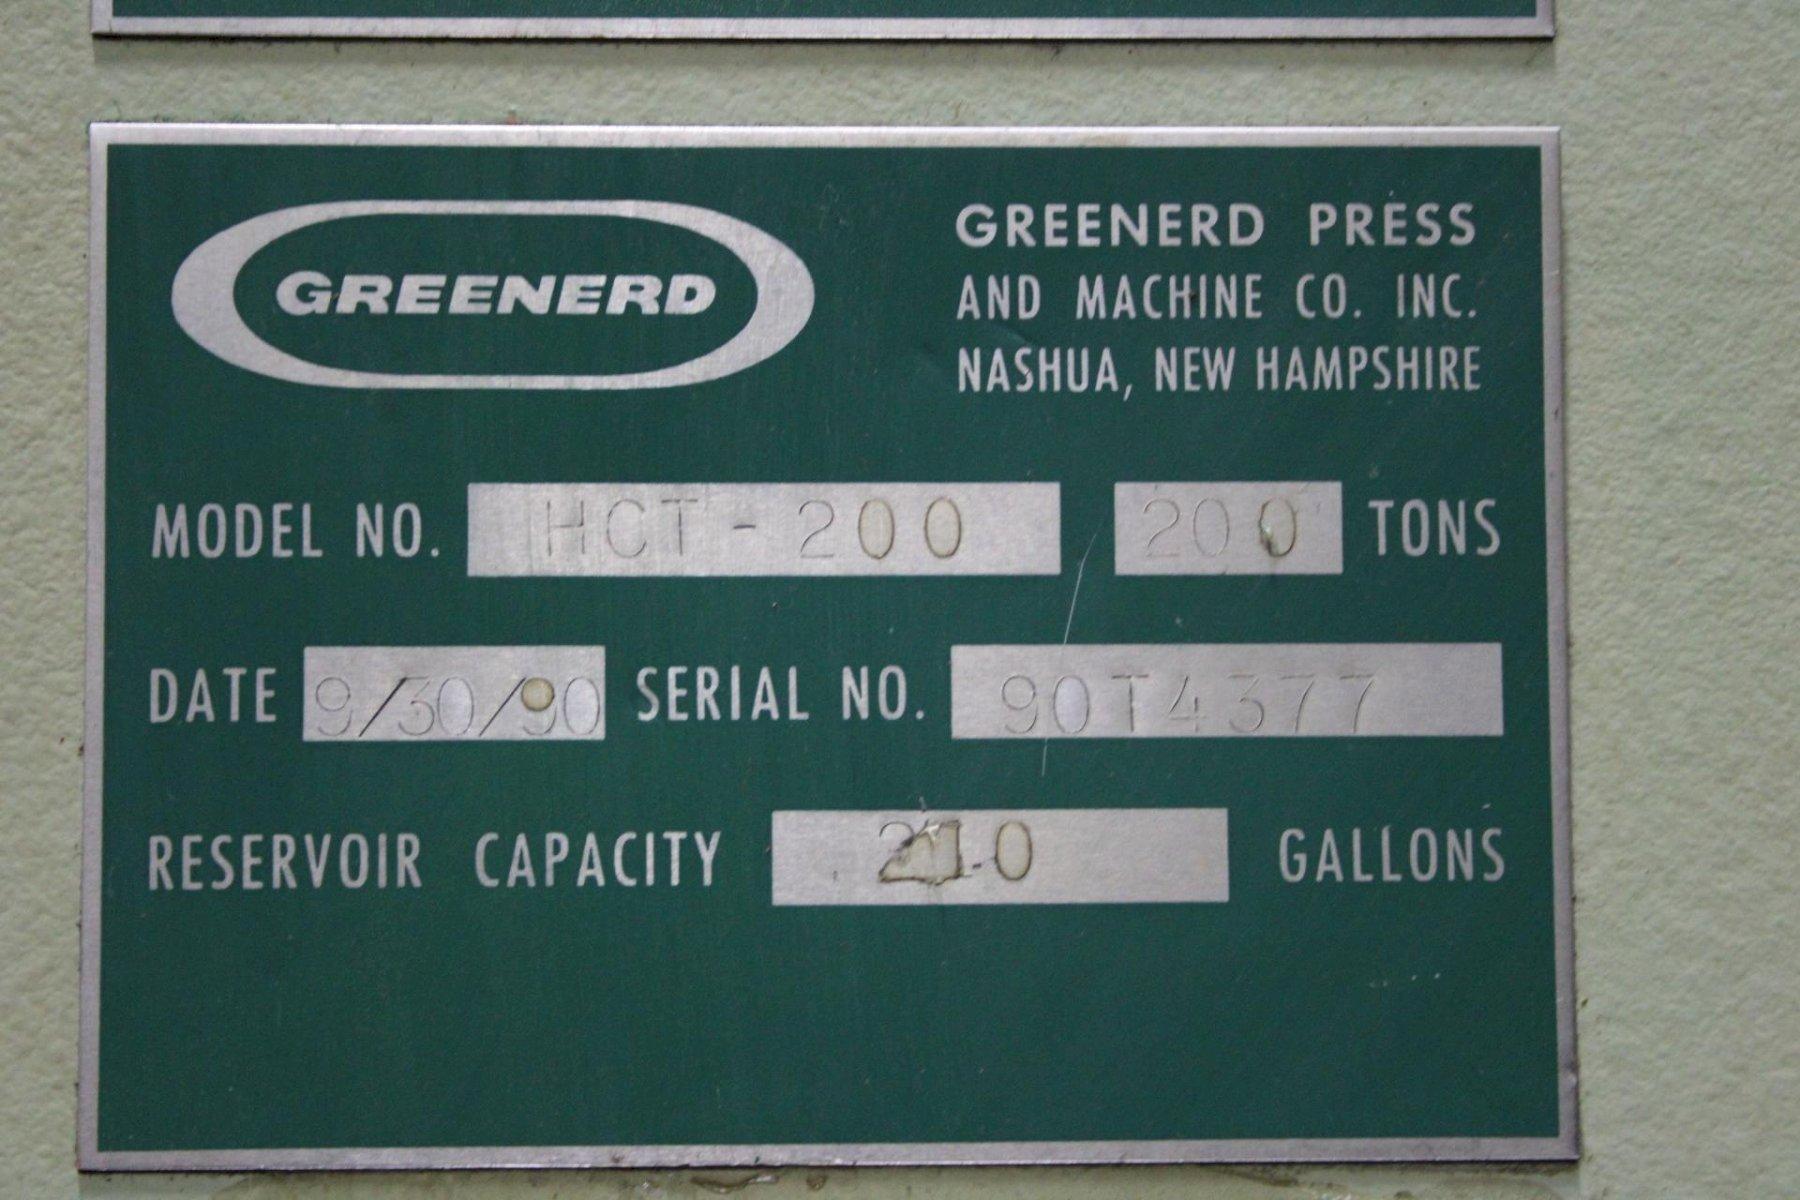 GREENERD
GREENERD PRESS
AND MACHINE CO. INC.
NASHUA, NEW HAMPSHIRE
MODEL NO. HCT-200 200 TONS
DATE 9/30/90 SERIAL NO. 90T4377
RESERVOIR CAPACITY GALLONS